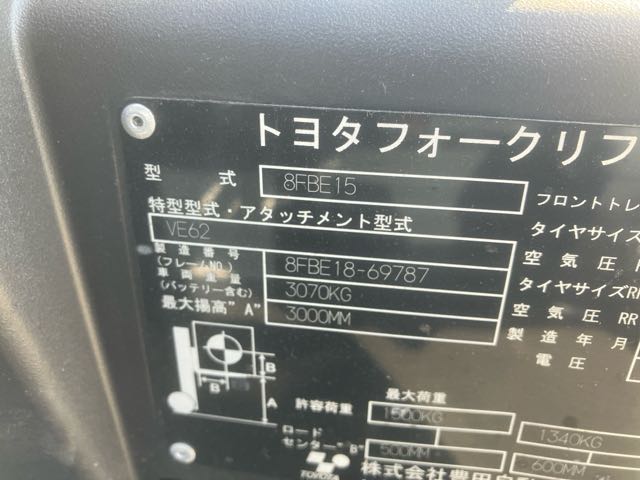 トヨタフォークリフ
型 式 8FBE15 フロントトレ
特型型式・アタッチメント型式 タイヤサイズ
VE62 空気圧
製造番号
(フレームNO.) 8FBE18-69787 タイヤサイズRR
車両重量
(バッテリー含む) 3070KG 空気圧 RR
最大揚高"A" 3000MM 製造年月
電圧
B
B
A
最大荷重
許容荷重 1500KG 1340KG
ロード
センター"B" 500MM 600MM
TOYOTA 株式会社豊田自動